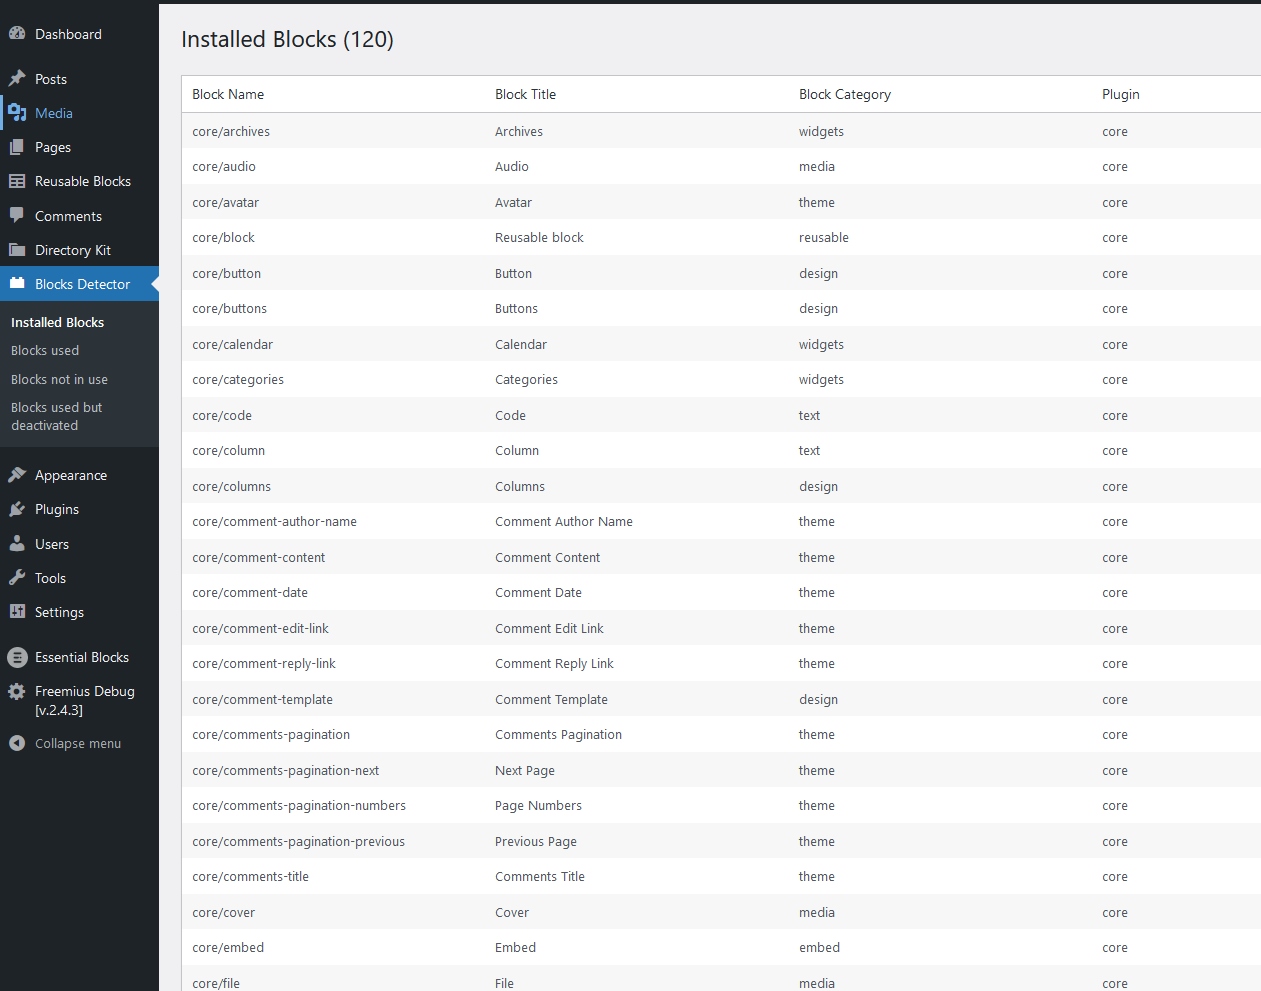 Dashboard
Posts
Media
Pages
Reusable Blocks
Comments
Directory Kit
Blocks Detector
Installed Blocks
Blocks used
Blocks not in use
Blocks used but
deactivated
Appearance
Plugins
Users
Tools
Settings
Essential Blocks
Freemius Debug
[v.2.4.3]
Collapse menu
Installed Blocks (120)
Block Name Block Title Block Category Plugin
core/archives Archives widgets core
core/audio Audio media core
core/avatar Avatar theme core
core/block Reusable block reusable core
core/button Button design core
core/buttons Buttons design core
core/calendar Calendar widgets core
core/categories Categories widgets core
core/code Code text core
core/column Column text core
core/columns Columns design core
core/comment-author-name Comment Author Name theme core
core/comment-content Comment Content theme core
core/comment-date Comment Date theme core
core/comment-edit-link Comment Edit Link theme core
core/comment-reply-link Comment Reply Link theme core
core/comment-template Comment Template design core
core/comments-pagination Comments Pagination theme core
core/comments-pagination-next Next Page theme core
core/comments-pagination-numbers Page Numbers theme core
core/comments-pagination-previous Previous Page theme core
core/comments-title Comments Title theme core
core/cover Cover media core
core/embed Embed embed core
core/file File media core